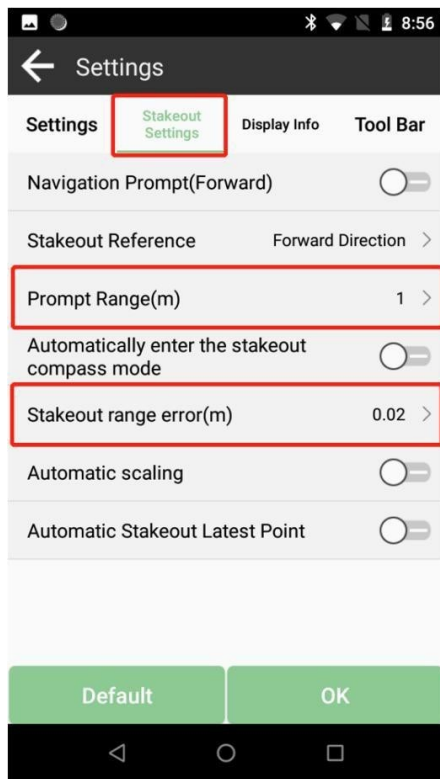 8:56
Settings
Settings Stakeout Settings Display Info Tool Bar
Navigation Prompt(Forward)
Stakeout Reference Forward Direction >
Prompt Range(m) 1 >
Automatically enter the stakeout
compass mode
Stakeout range error(m) 0.02 >
Automatic scaling
Automatic Stakeout Latest Point
Default OK